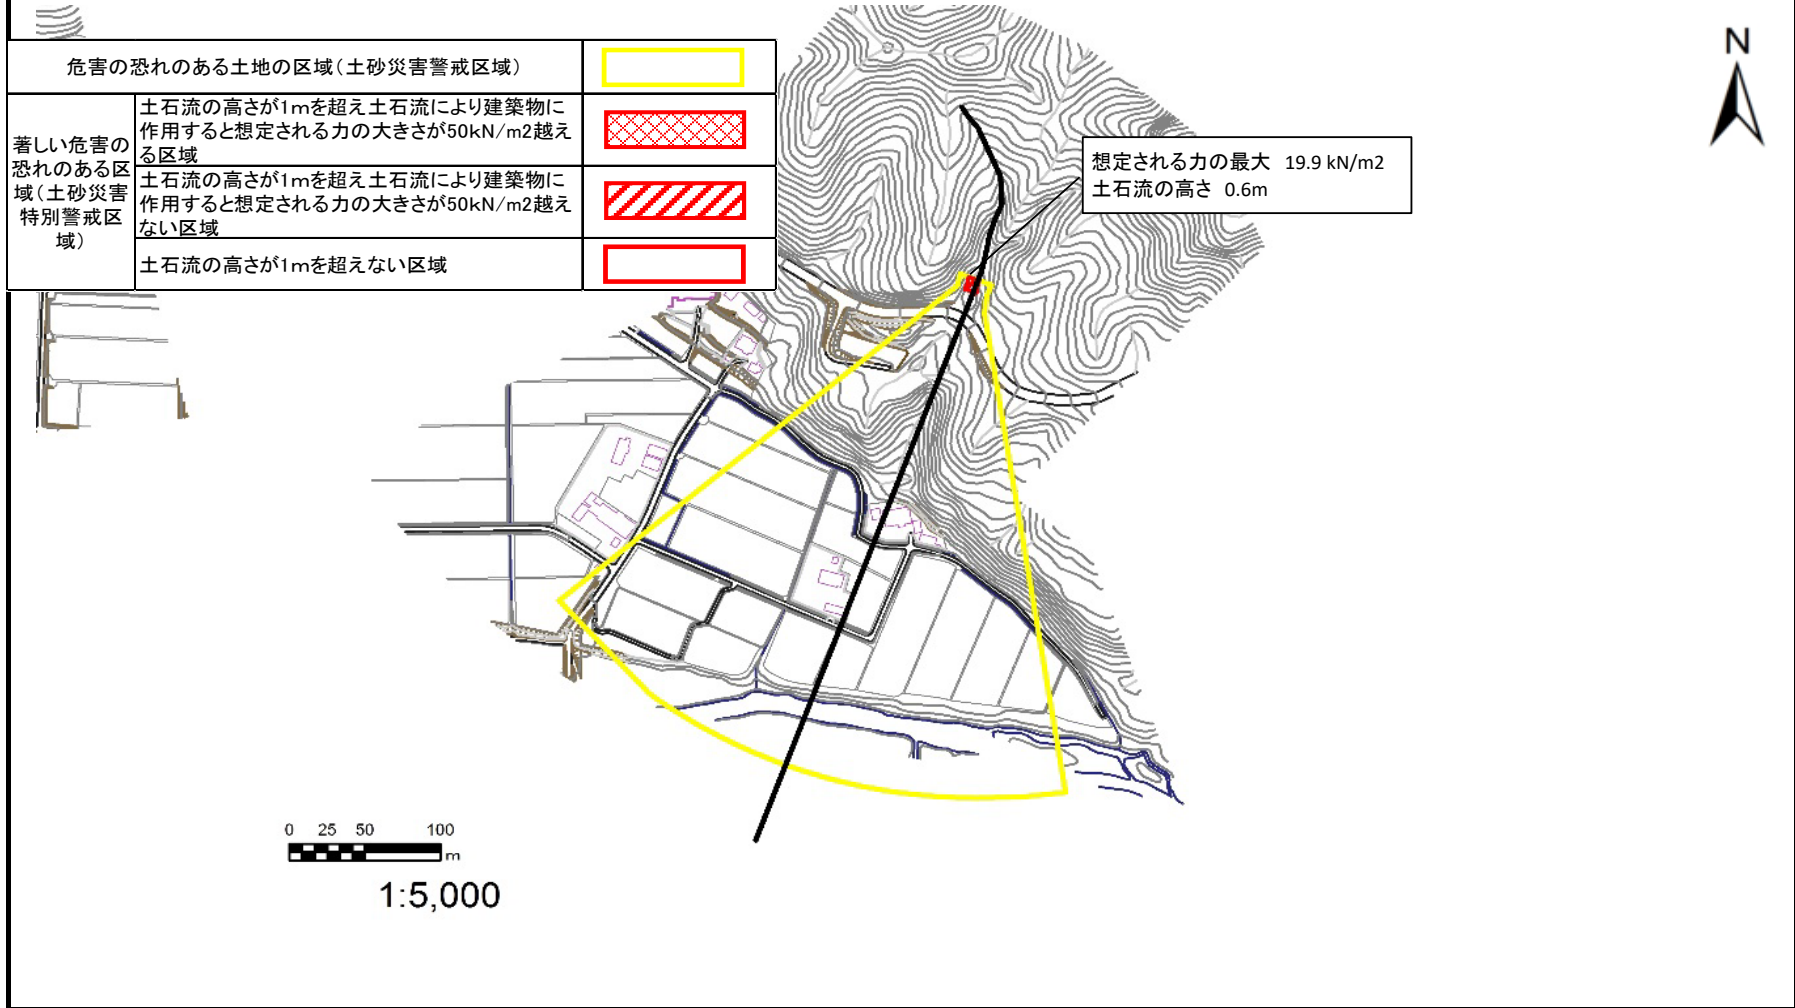 危害の恐れのある土地の区域(土砂災害警戒区域)
著しい危害の
恐れのある区
域(土砂災害
特別警戒区
域)
土石流の高さが1mを超え土石流により建築物に
作用すると想定される力の大きさが50kN/m2越え
る区域
土石流の高さが1mを超え土石流により建築物に
作用すると想定される力の大きさが50kN/m2越え
ない区域
土石流の高さが1mを超えない区域
N
想定される力の最大 19.9 kN/m2
土石流の高さ 0.6m
0 25 50 100
m
1:5,000